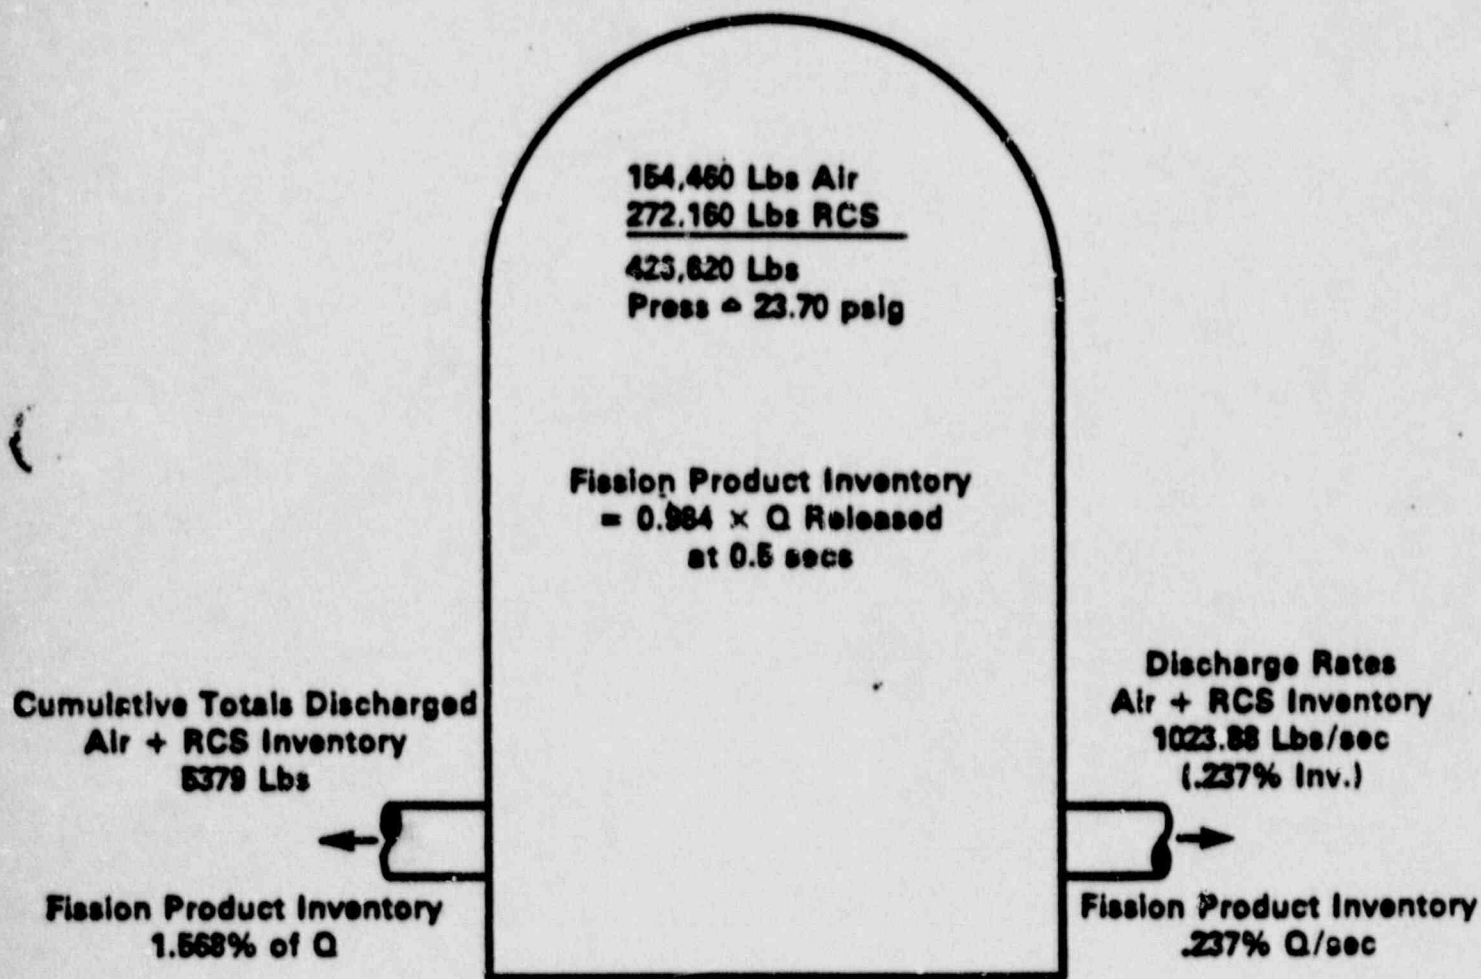 154,460 Lbs Air
272,160 Lbs RCS
423,620 Lbs
Press = 23.70 psig
Fission Product Inventory
= 0.984 × Q Released
at 0.5 secs
Cumulative Totals Discharged
Air + RCS Inventory
5379 Lbs
Fission Product Inventory
1.568% of Q
Discharge Rates
Air + RCS Inventory
1023.88 Lbs/sec
(.237% Inv.)
Fission Product Inventory
.237% Q/sec